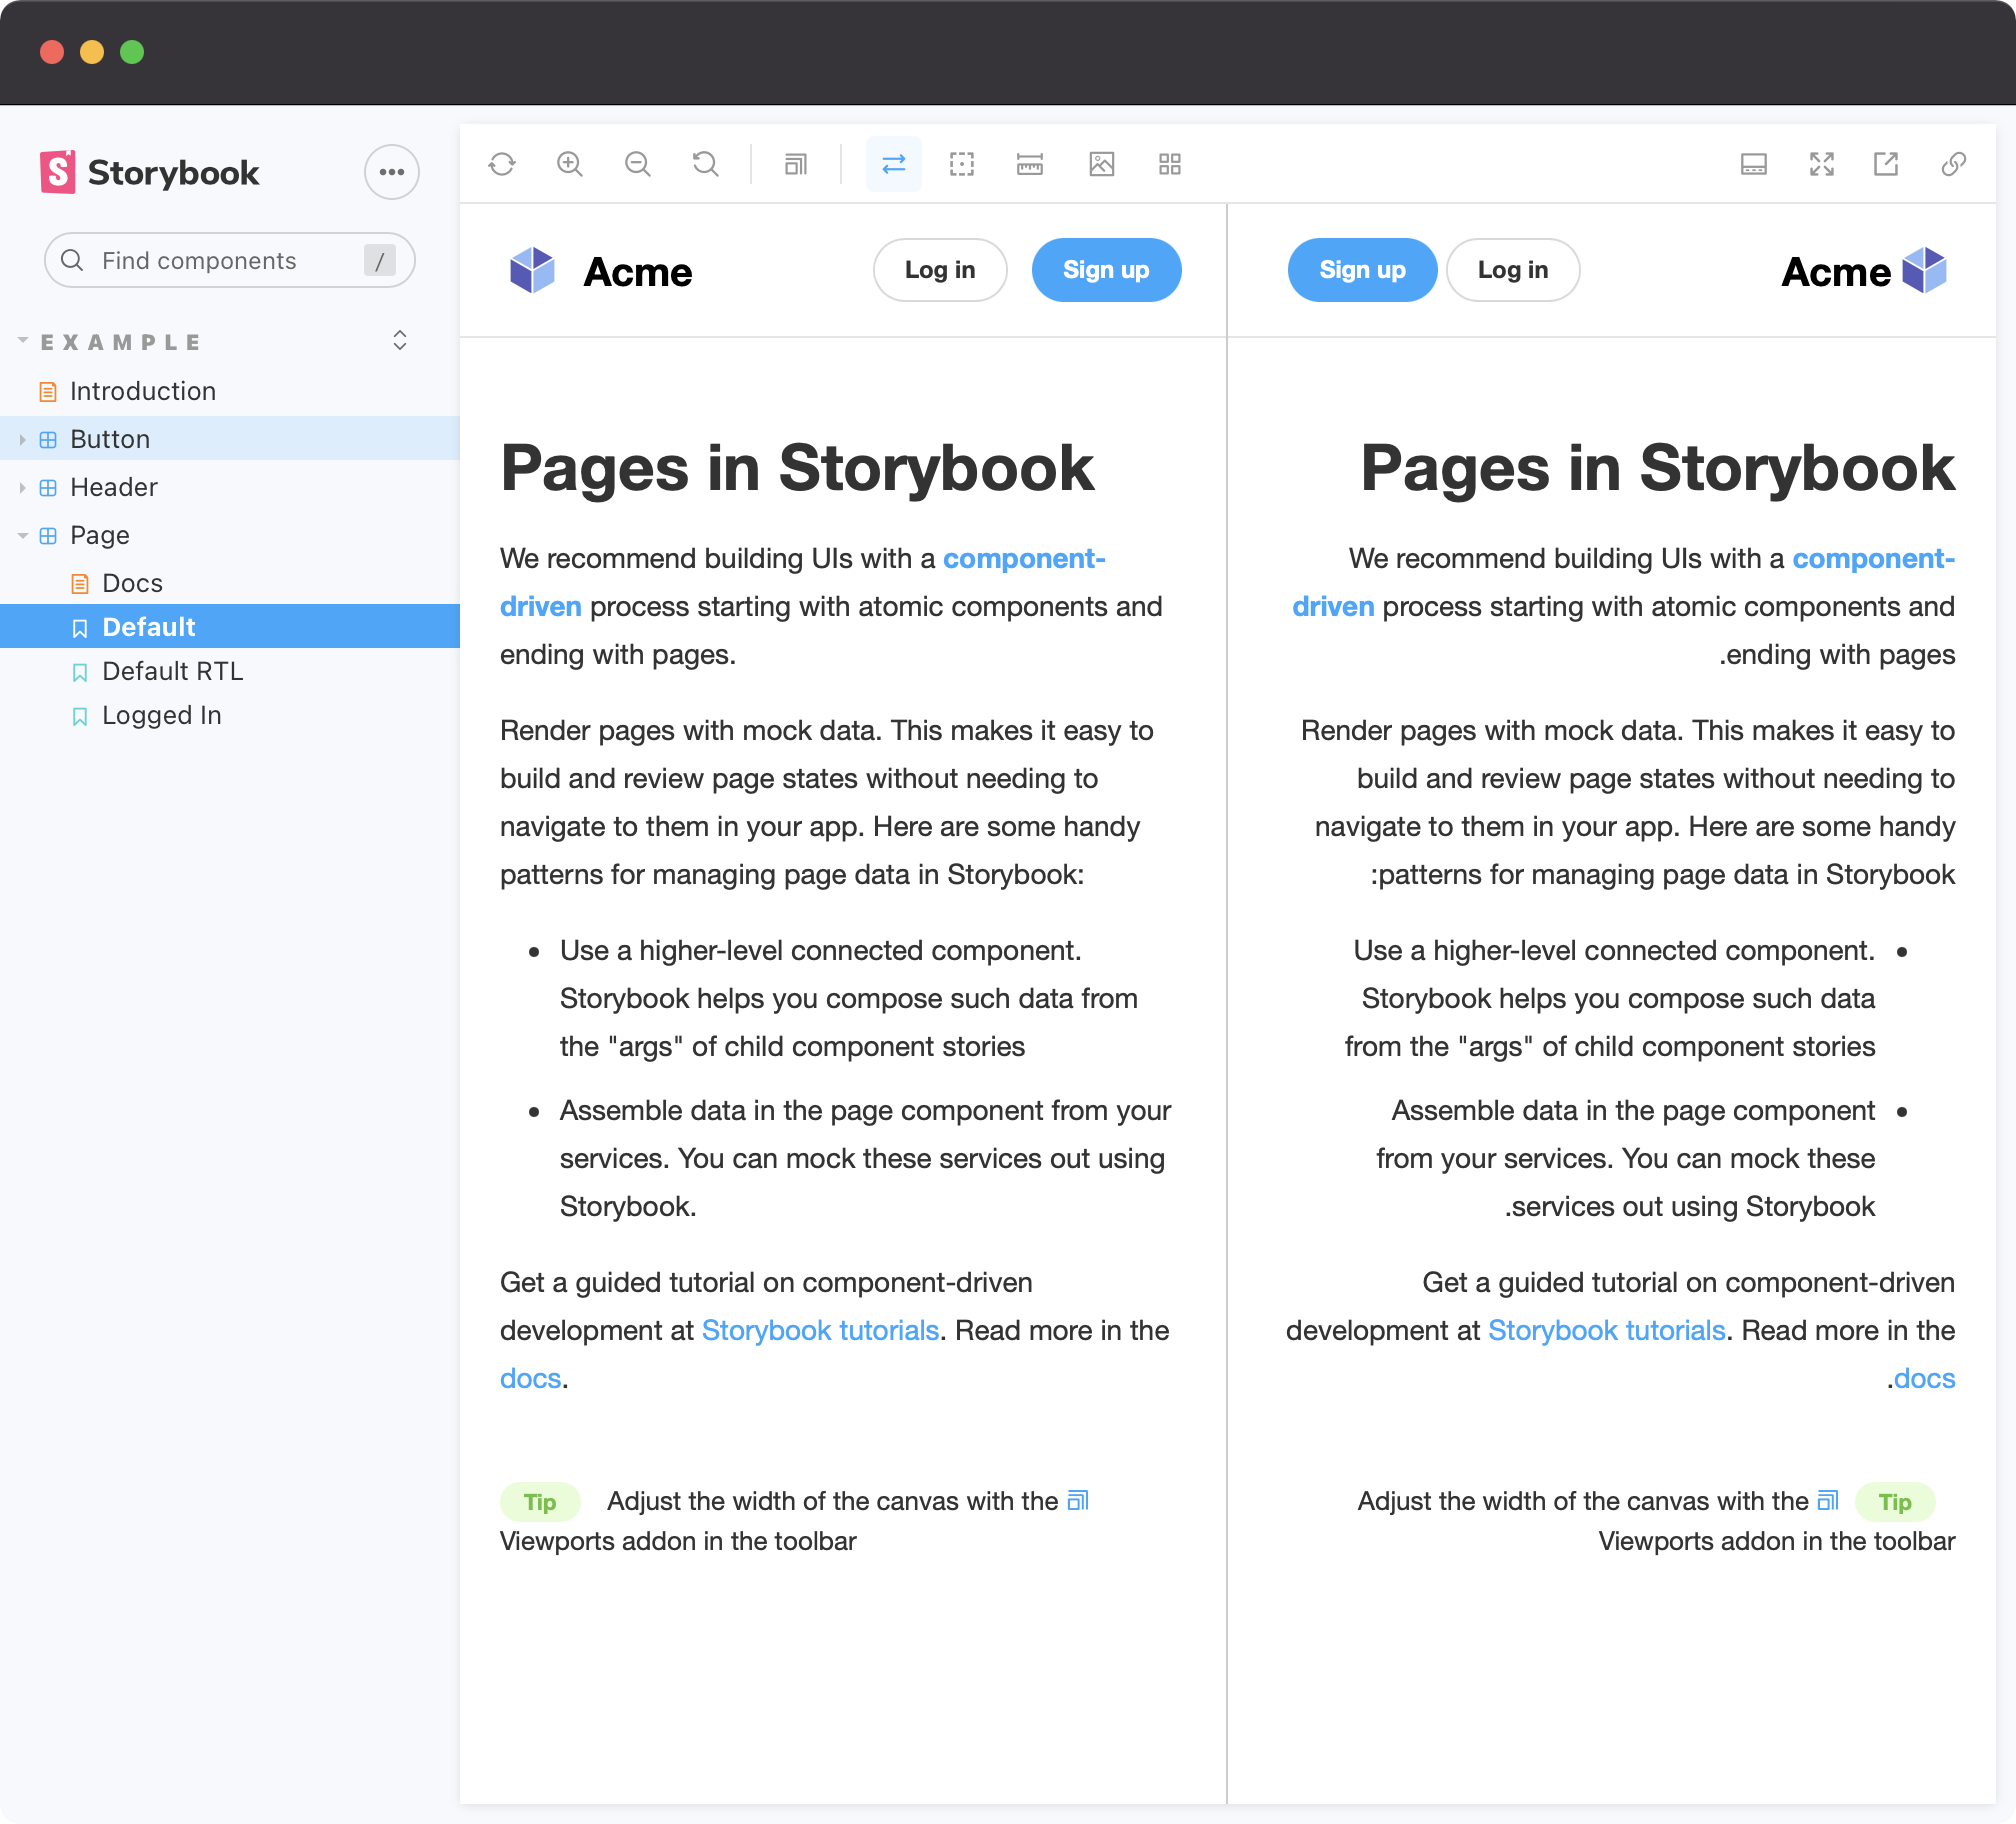 Storybook
Find components
/
EXAMPLE
Introduction
Button
Header
Page
Docs
Default
Default RTL
Logged In
Acme
Log in
Sign up
Pages in Storybook
We recommend building UIs with a component-
driven process starting with atomic components and
ending with pages.
Render pages with mock data. This makes it easy to
build and review page states without needing to
navigate to them in your app. Here are some handy
patterns for managing page data in Storybook:
• Use a higher-level connected component.
Storybook helps you compose such data from
the "args" of child component stories
• Assemble data in the page component from your
services. You can mock these services out using
Storybook.
Get a guided tutorial on component-driven
development at Storybook tutorials. Read more in the
docs.
Tip Adjust the width of the canvas with the
Viewports addon in the toolbar
Sign up
Log in
Acme
Pages in Storybook
We recommend building UIs with a component-
driven process starting with atomic components and
.ending with pages
Render pages with mock data. This makes it easy to
build and review page states without needing to
navigate to them in your app. Here are some handy
:patterns for managing page data in Storybook
Use a higher-level connected component. •
Storybook helps you compose such data
from the "args" of child component stories
Assemble data in the page component •
from your services. You can mock these
.services out using Storybook
Get a guided tutorial on component-driven
development at Storybook tutorials. Read more in the
.docs
Adjust the width of the canvas with the Tip
Viewports addon in the toolbar